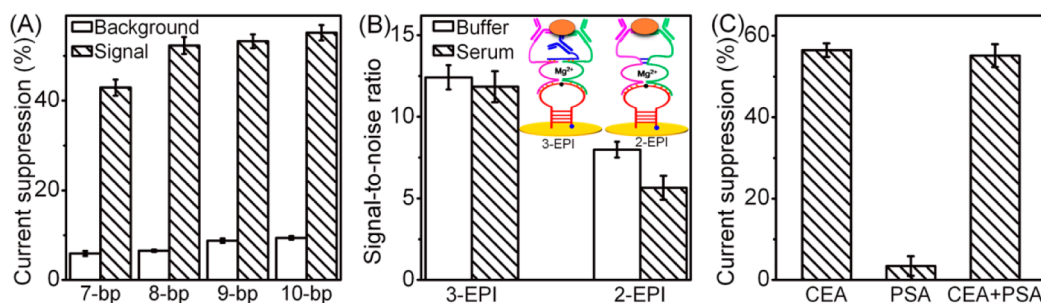 (A)
Background
Signal
Current suppression (%)
40
20
0
7-bp 8-bp 9-bp 10-bp
(B)
Buffer
Serum
Signal-to-noise ratio
15
10
5
0
Mg2+
Mg2+
3-EPI
2-EPI
3-EPI 2-EPI
(C)
Current suppression (%)
60
40
20
0
CEA PSA CEA+PSA